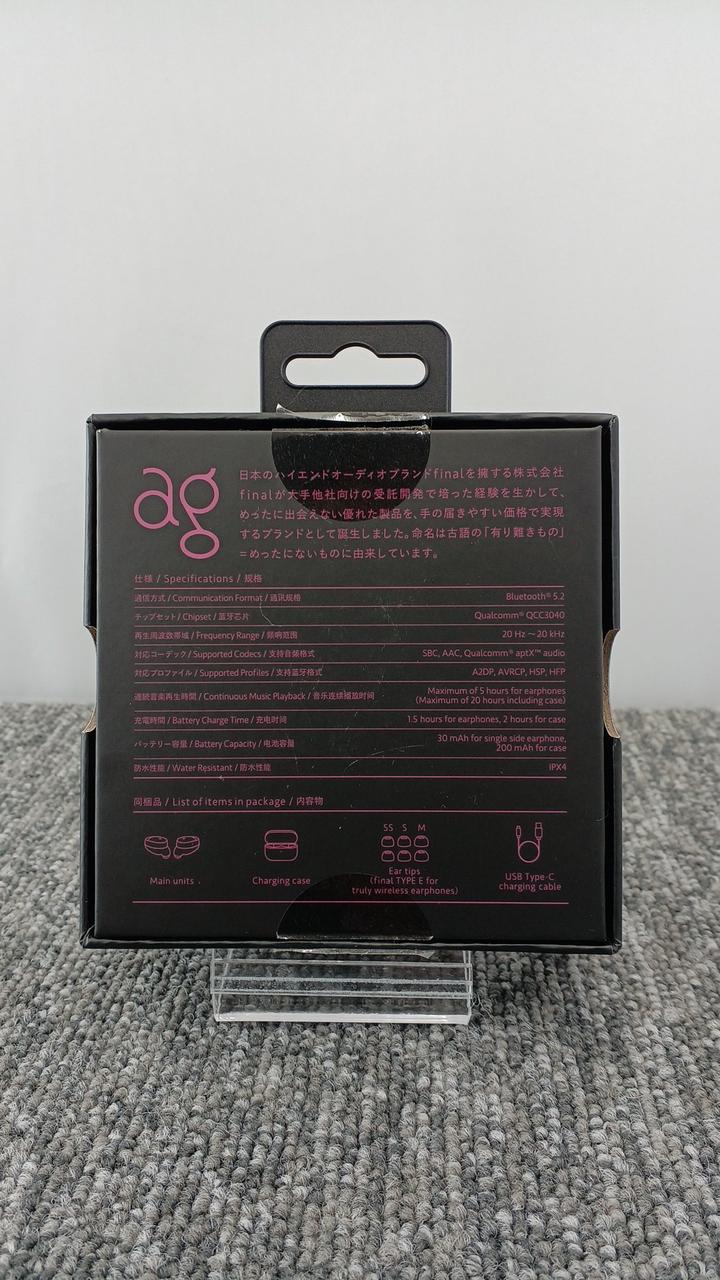 ag
日本のハイエンドオーディオブランドfinalを擁する株式会社
finalが大手他社向けの受託開発で培った経験を生かして、
めったに出会えない優れた製品を、手の届きやすい価格で実現
するブランドとして誕生しました。命名は古語の「有り難きもの」
＝めったにないものに由来しています。
仕様 / Specifications / 规格
通信方式 / Communication Format / 通讯规格 Bluetooth® 5.2
チップセット / Chipset / 蓝牙芯片 Qualcomm® QCC3040
再生周波数帯域 / Frequency Range / 频响范围 20 Hz 〜 20 kHz
対応コーデック / Supported Codecs / 支持音频格式 SBC, AAC, Qualcomm® aptX™ audio
対応プロファイル / Supported Profiles / 支持蓝牙格式 A2DP, AVRCP, HSP, HFP
連続音楽再生時間 / Continuous Music Playback / 音乐连续播放时间 Maximum of 5 hours for earphones
(Maximum of 20 hours including case)
充電時間 / Battery Charge Time / 充电时间 1.5 hours for earphones, 2 hours for case
バッテリー容量 / Battery Capacity / 电池容量 30 mAh for single side earphone,
200 mAh for case
防水性能 / Water Resistant / 防水性能 IPX4
同梱品 / List of items in package / 内容物
SS S M
Main units
Charging case
Ear tips
(final TYPE E for
truly wireless earphones)
USB Type-C
charging cable